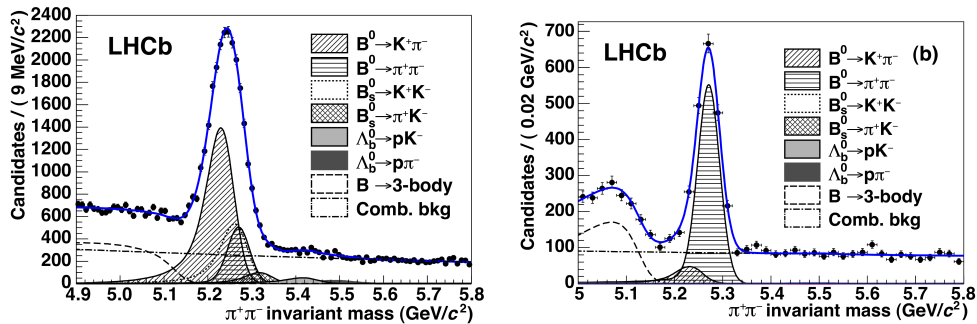 Candidates / ( 9 MeV/c²)
2400
2200
2000
1800
1600
1400
1200
1000
800
600
400
200
0
LHCb
B⁰→K⁺π⁻
B⁰→π⁺π⁻
B⁰ₛ→K⁺K⁻
B⁰ₛ→π⁺K⁻
Λ⁰b→pK⁻
Λ⁰b→pπ⁻
B →3-body
Comb. bkg
4.9 5.0 5.1 5.2 5.3 5.4 5.5 5.6 5.7 5.8
π⁺π⁻ invariant mass (GeV/c²)
Candidates / ( 0.02 GeV/c²)
700
600
500
400
300
200
100
0
LHCb
(b)
B⁰→K⁺π⁻
B⁰→π⁺π⁻
B⁰ₛ→K⁺K⁻
B⁰ₛ→π⁺K⁻
Λ⁰b→pK⁻
Λ⁰b→pπ⁻
B →3-body
Comb. bkg
5 5.1 5.2 5.3 5.4 5.5 5.6 5.7 5.8
π⁺π⁻ invariant mass (GeV/c²)